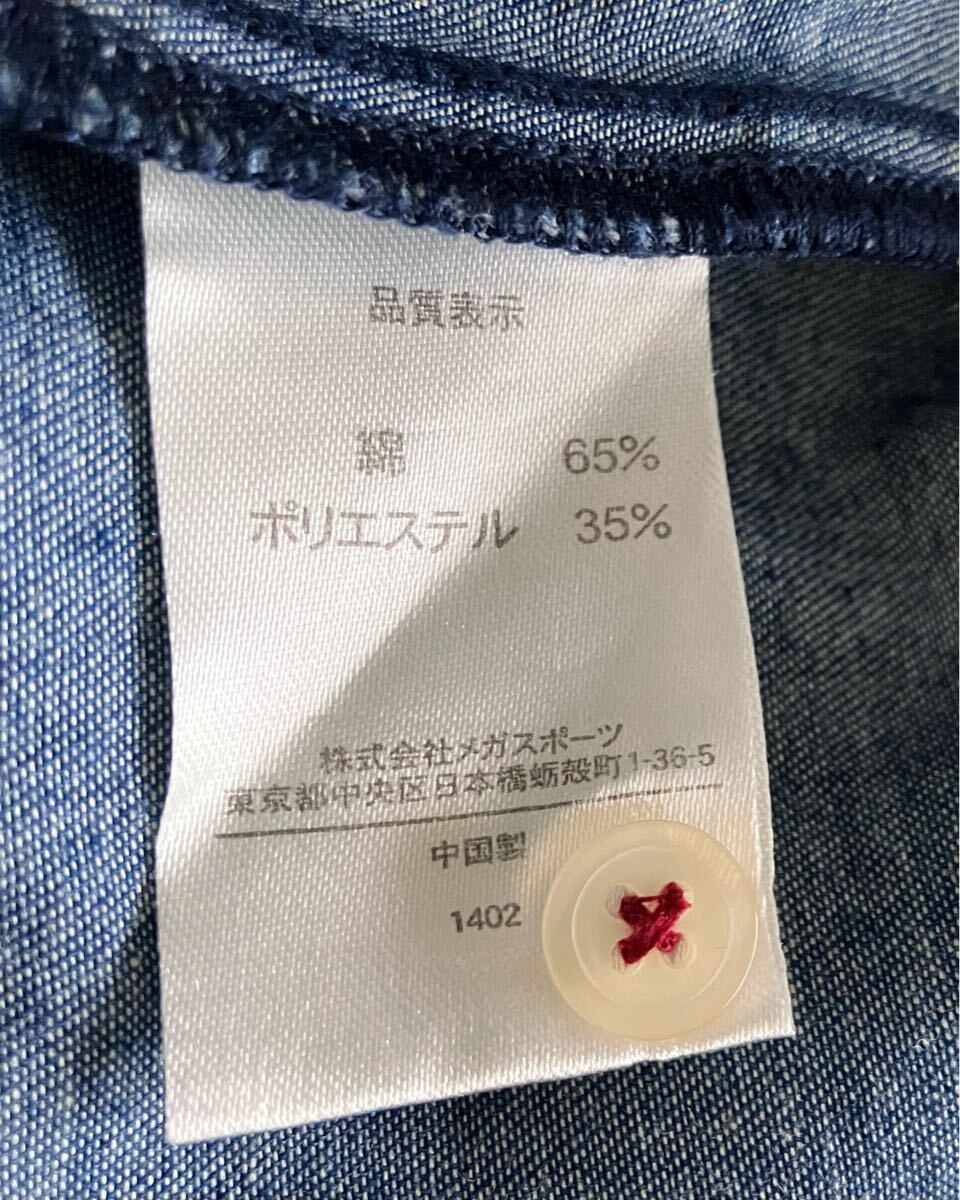 品質表示
綿 65%
ポリエステル 35%
株式会社メガスポーツ
東京都中央区日本橋蛎殻町1-36-5
中国製
1402